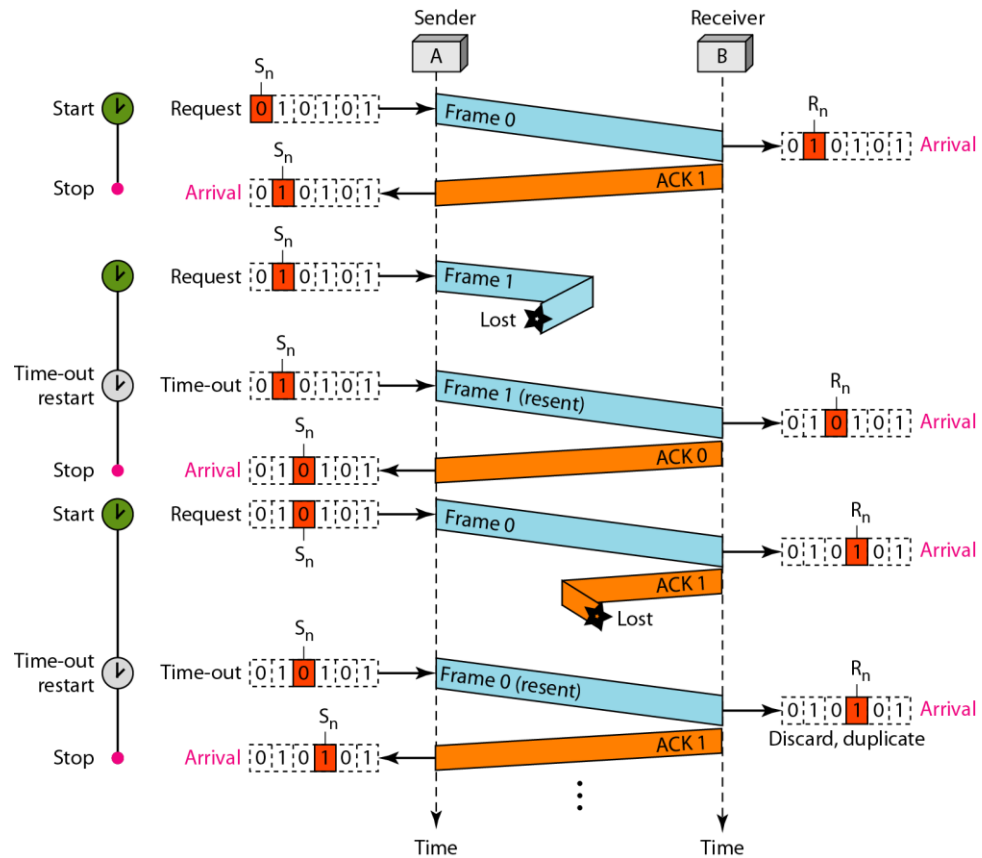 Sender Receiver
A B
Sn
Start Request 0 1 0 1 0 1 Frame 0 Rn
0 1 0 1 0 1 Arrival
Sn
Stop Arrival 0 1 0 1 0 1 ACK 1
Sn
Request 0 1 0 1 0 1 Frame 1
Lost
Sn
Time-out restart Time-out 0 1 0 1 0 1 Frame 1 (resent) Rn
0 1 0 1 0 1 Arrival
Sn
Stop Arrival 0 1 0 1 0 1 ACK 0
Start Request 0 1 0 1 0 1 Frame 0 Rn
Sn
0 1 0 1 0 1 Arrival
ACK 1
Lost
Sn
Time-out restart Time-out 0 1 0 1 0 1 Frame 0 (resent) Rn
0 1 0 1 0 1 Arrival
Discard, duplicate
Sn
Stop Arrival 0 1 0 1 0 1 ACK 1
Time Time